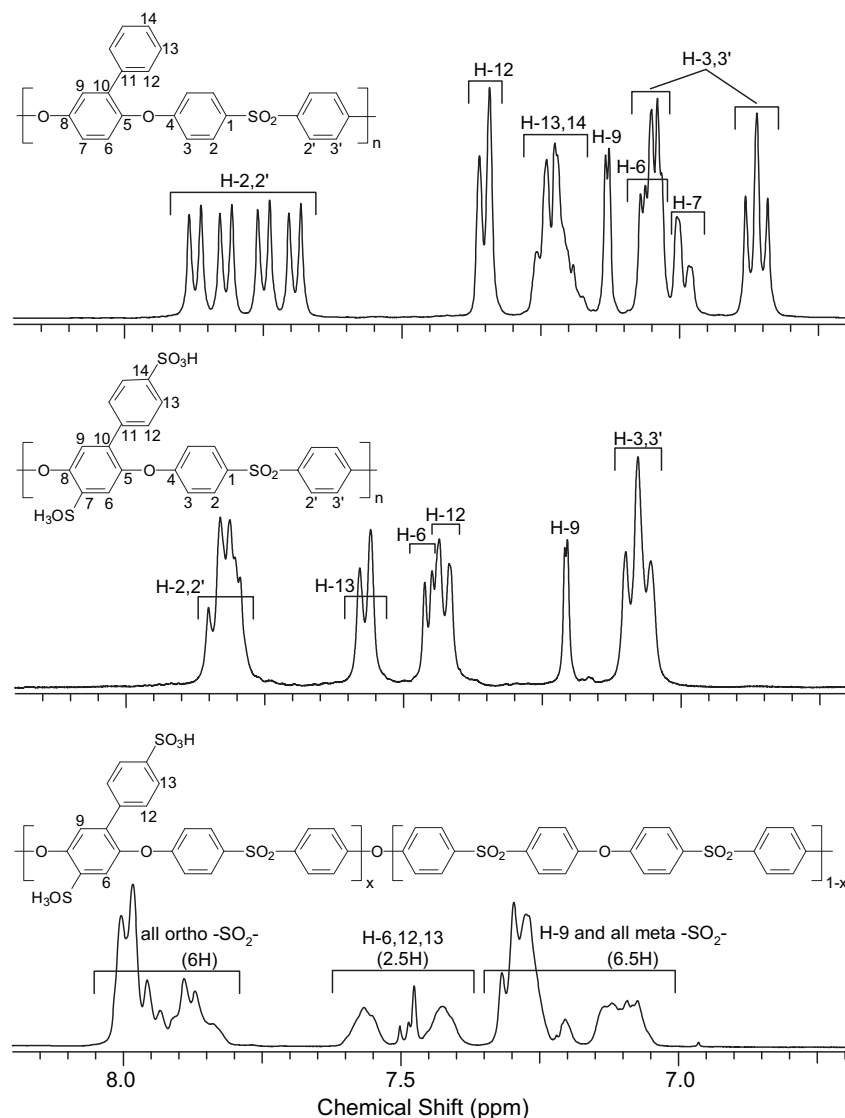 14
13
H-12
H-3,3'
9
10
11
12
H-13,14
H-9
O
8
5
O
4
1
SO2
n
7
6
3
2
2'
3'
H-2,2'
H-6
H-7
SO3H
14
13
9
10
11
12
H-3,3'
O
8
5
O
4
1
SO2
n
7
6
3
2
2'
3'
H3OS
H-6
H-12
H-9
H-2,2'
H-13
SO3H
13
9
12
O
O
SO2
x
O
SO2
O
SO2
1-x
6
H3OS
all ortho -SO2-
(6H)
H-6,12,13
(2.5H)
H-9 and all meta -SO2-
(6.5H)
8.0 7.5 7.0
Chemical Shift (ppm)